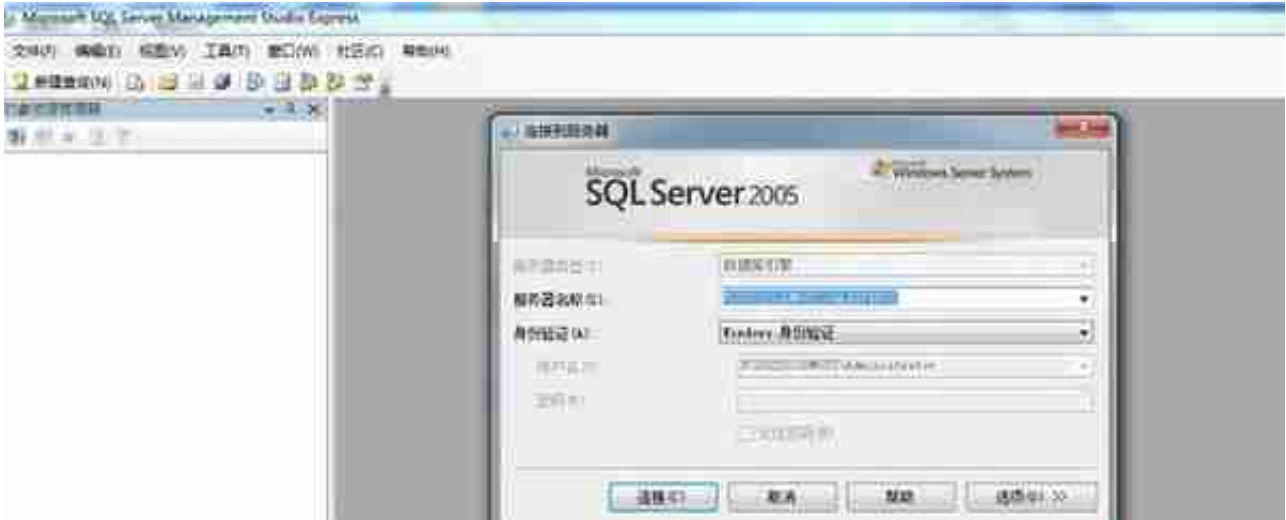 Microsoft SQL Server Management Studio Express
文件(F) 编辑(E) 视图(V) 工具(T) 窗口(W) 社区(C) 帮助(H)
新建查询(N)
连接到服务器
Microsoft
SQL Server 2005
Windows Server System
服务器类型(T):
数据库引擎
服务器名称(S):
身份验证(A):
Windows 身份验证
用户名(U):
\Administrator
密码(P):
记住密码(M)
连接(C) 取消 帮助 选项(O) >>